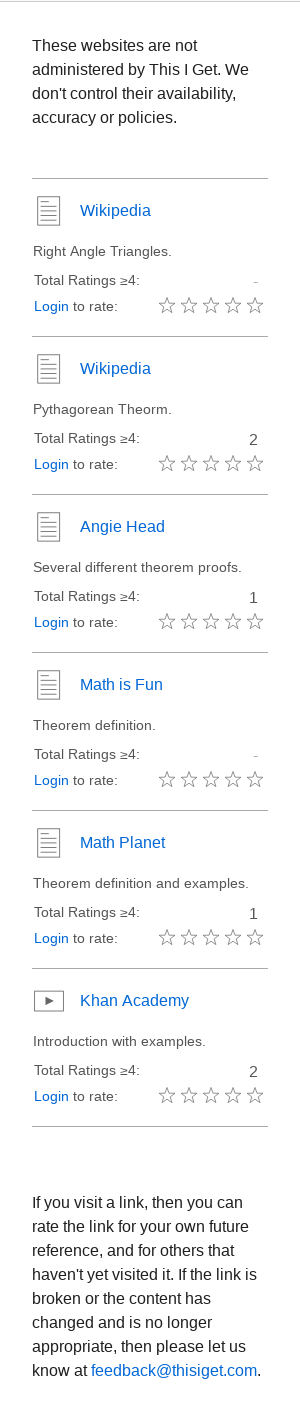 These websites are not
administered by This I Get. We
don't control their availability,
accuracy or policies.
Wikipedia
Right Angle Triangles.
Total Ratings ≥4: -
Login to rate:
Wikipedia
Pythagorean Theorm.
Total Ratings ≥4: 2
Login to rate:
Angie Head
Several different theorem proofs.
Total Ratings ≥4: 1
Login to rate:
Math is Fun
Theorem definition.
Total Ratings ≥4: -
Login to rate:
Math Planet
Theorem definition and examples.
Total Ratings ≥4: 1
Login to rate:
Khan Academy
Introduction with examples.
Total Ratings ≥4: 2
Login to rate:
If you visit a link, then you can
rate the link for your own future
reference, and for others that
haven't yet visited it. If the link is
broken or the content has
changed and is no longer
appropriate, then please let us
know at feedback@thisiget.com.